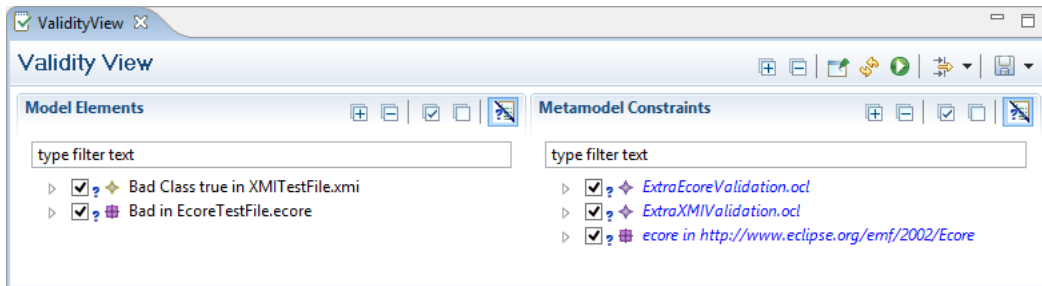 ValidityView
Validity View
Model Elements
type filter text
Bad Class true in XMITestFile.xmi
Bad in EcoreTestFile.ecore
Metamodel Constraints
type filter text
ExtraEcoreValidation.ocl
ExtraXMIValidation.ocl
ecore in http://www.eclipse.org/emf/2002/Ecore